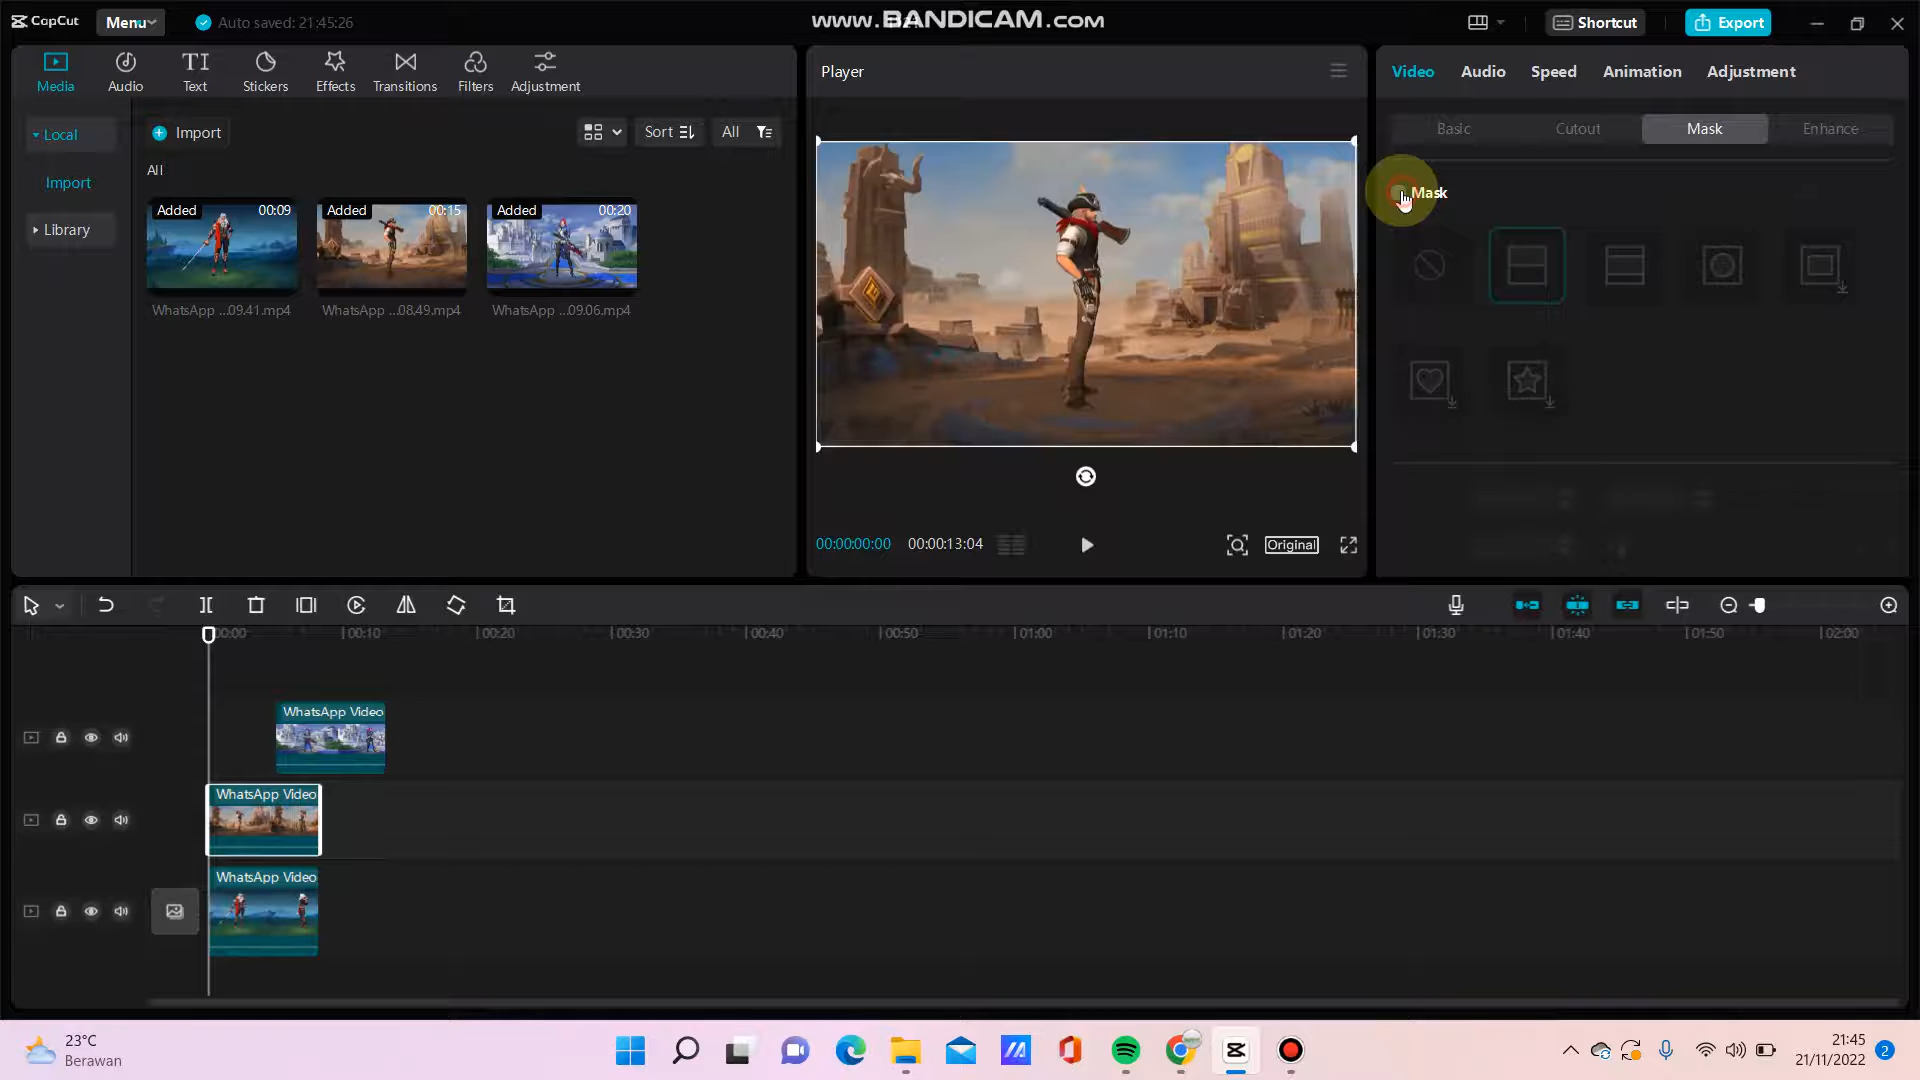 CapCut
Menu
Auto saved: 21:45:26
www.BANDICAM.com
Shortcut
Export
Media
Audio
Text
Stickers
Effects
Transitions
Filters
Adjustment
Local
Import
Library
Import
Sort
All
All
Added 00:09
Added 00:15
Added 00:20
WhatsApp ...09.41.mp4
WhatsApp ...08.49.mp4
WhatsApp ...09.06.mp4
Player
00:00:00:00
00:00:13:04
Original
Video
Audio
Speed
Animation
Adjustment
Basic
Cutout
Mask
Enhance
Mask
00:00
00:10
00:20
00:30
00:40
00:50
01:00
01:10
01:20
01:30
01:40
01:50
02:00
WhatsApp Video
WhatsApp Video
WhatsApp Video
23°C
Berawan
21:45
21/11/2022
2